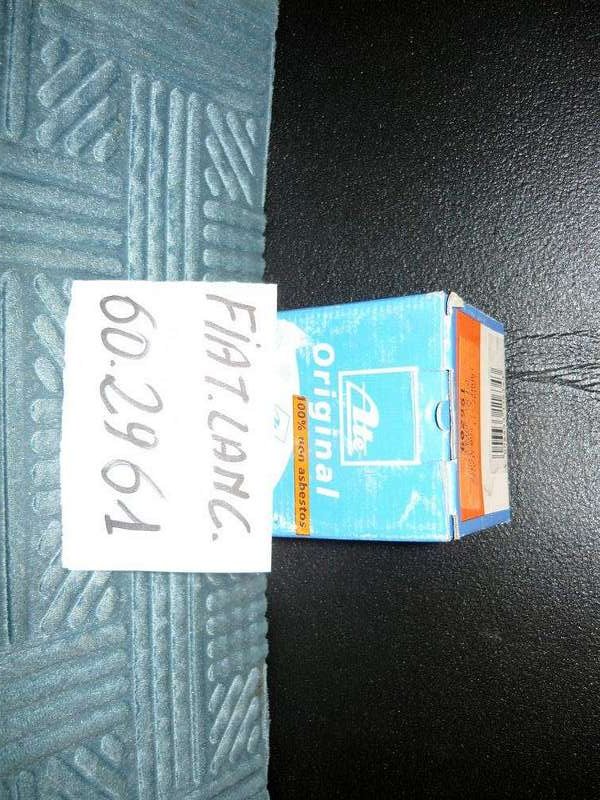 FIAT.LANC.
60.2961
Ate
original
100% non asbestos